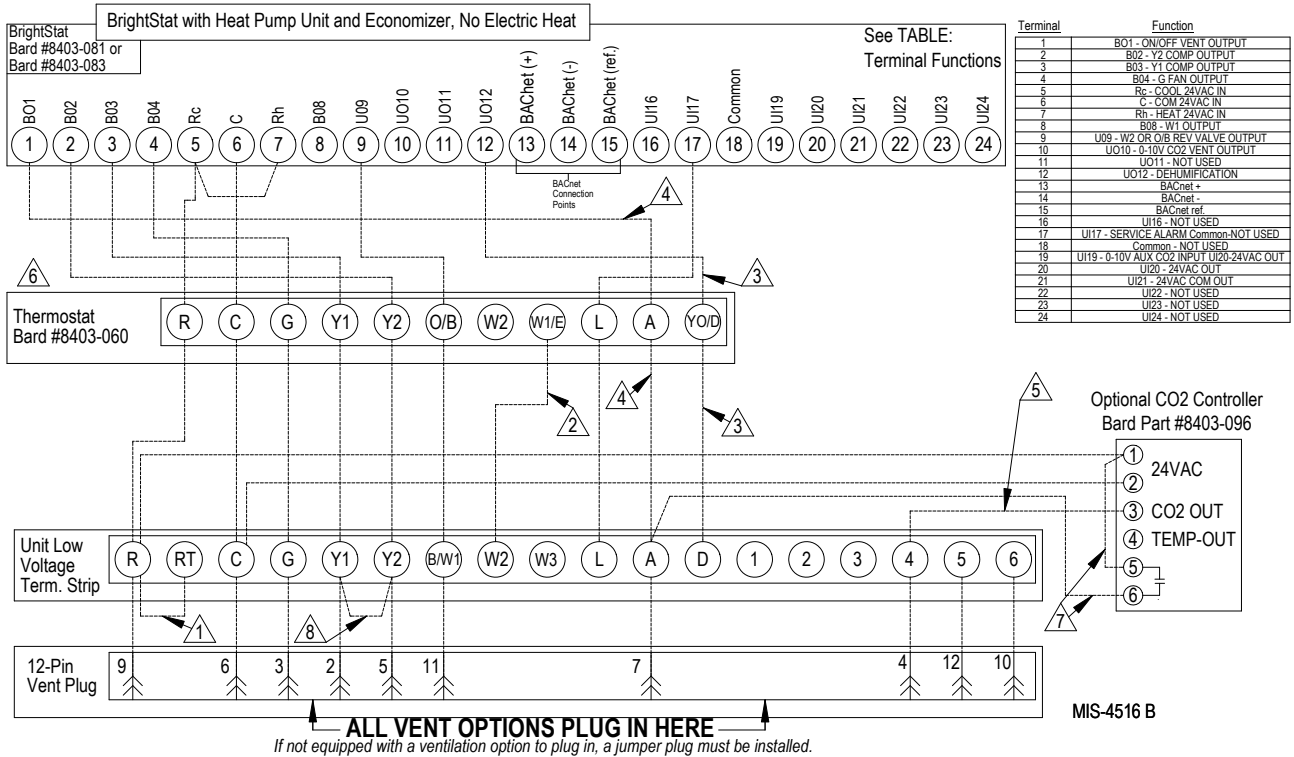 BrightStat with Heat Pump Unit and Economizer, No Electric Heat
BrightStat
Bard #8403-081 or
Bard #8403-083
See TABLE:
Terminal Functions
BO1
B02
B03
B04
Rc
C
Rh
B08
U09
UO10
UO11
UO12
BAChet (+)
BAChet (-)
BAChet (ref.)
UI16
UI17
Common
UI19
UI20
UI21
UI22
UI23
UI24
1 2 3 4 5 6 7 8 9 10 11 12 13 14 15 16 17 18 19 20 21 22 23 24
BACnet
Connection
Points
4
3
6
Terminal Function
1 BO1 - ON/OFF VENT OUTPUT
2 B02 - Y2 COMP OUTPUT
3 B03 - Y1 COMP OUTPUT
4 B04 - G FAN OUTPUT
5 Rc - COOL 24VAC IN
6 C - COM 24VAC IN
7 Rh - HEAT 24VAC IN
8 B08 - W1 OUTPUT
9 U09 - W2 OR O/B REV VALVE OUTPUT
10 UO10 - 0-10V CO2 VENT OUTPUT
11 UO11 - NOT USED
12 UO12 - DEHUMIFICATION
13 BACnet +
14 BACnet -
15 BACnet ref.
16 UI16 - NOT USED
17 UI17 - SERVICE ALARM Common-NOT USED
18 Common - NOT USED
19 UI19 - 0-10V AUX CO2 INPUT UI20-24VAC OUT
20 UI20 - 24VAC OUT
21 UI21 - 24VAC COM OUT
22 UI22 - NOT USED
23 UI23 - NOT USED
24 UI24 - NOT USED
Thermostat
Bard #8403-060
R C G Y1 Y2 O/B W2 W1/E L A YO/D
2
4
3
5
Optional CO2 Controller
Bard Part #8403-096
1
24VAC
2
3 CO2 OUT
4 TEMP-OUT
5
6
7
Unit Low
Voltage
Term. Strip
R RT C G Y1 Y2 B/W1 W2 W3 L A D 1 2 3 4 5 6
1
8
12-Pin
Vent Plug
9 6 3 2 5 11 7 4 12 10
ALL VENT OPTIONS PLUG IN HERE
If not equipped with a ventilation option to plug in, a jumper plug must be installed.
MIS-4516 B